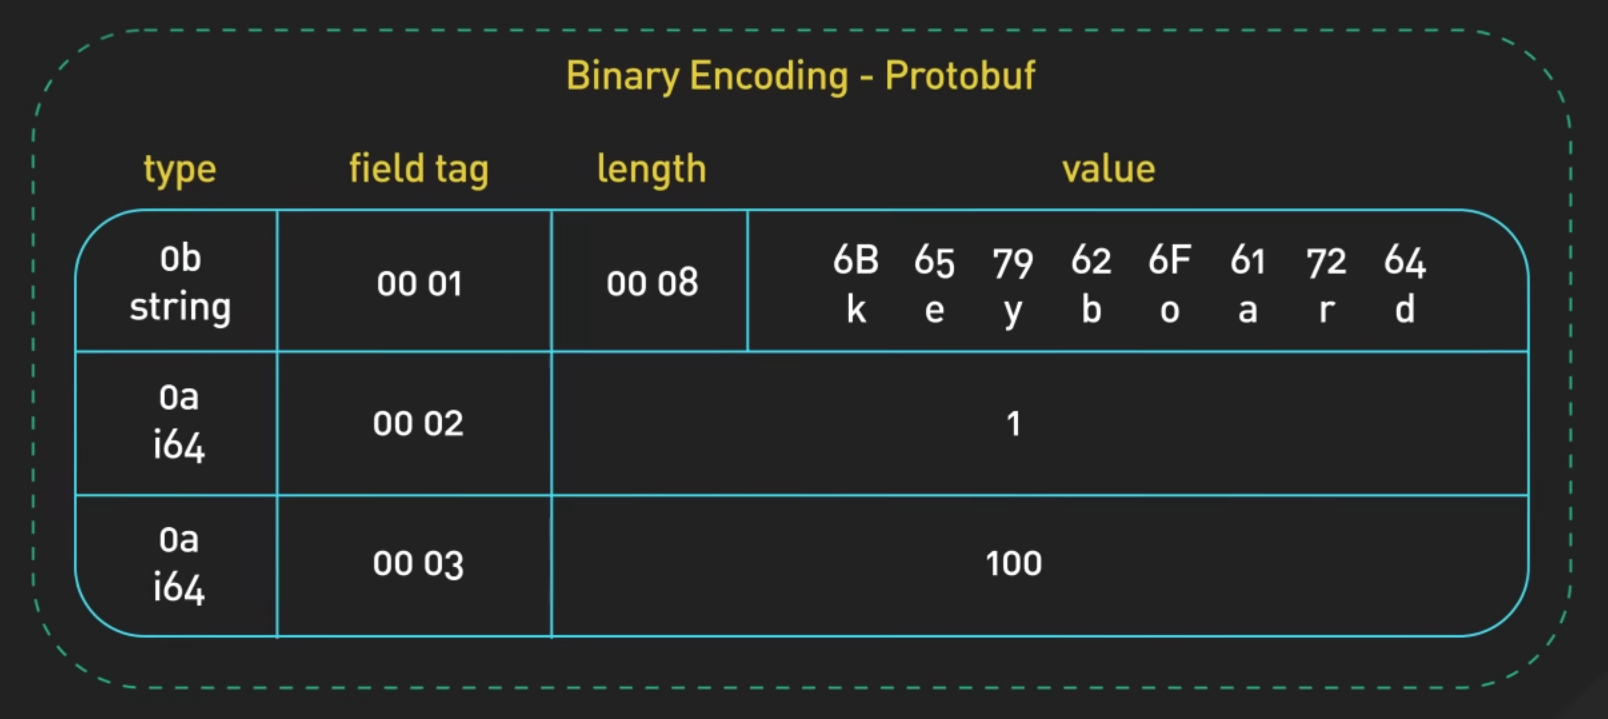 Binary Encoding - Protobuf
type field tag length value
0b
string
00 01
00 08
6B 65 79 62 6F 61 72 64
k e y b o a r d
0a
i64
00 02
1
0a
i64
00 03
100